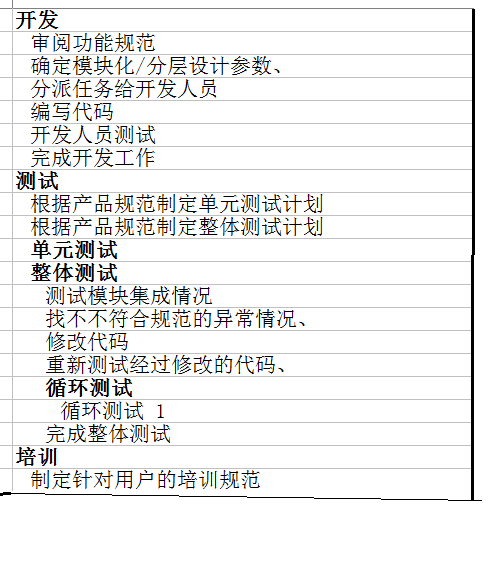 开发
审阅功能规范
确定模块化/分层设计参数、
分派任务给开发人员
编写代码
开发人员测试
完成开发工作
测试
根据产品规范制定单元测试计划
根据产品规范制定整体测试计划
单元测试
整体测试
测试模块集成情况
找不不符合规范的异常情况、
修改代码
重新测试经过修改的代码、
循环测试
循环测试 1
完成整体测试
培训
制定针对用户的培训规范